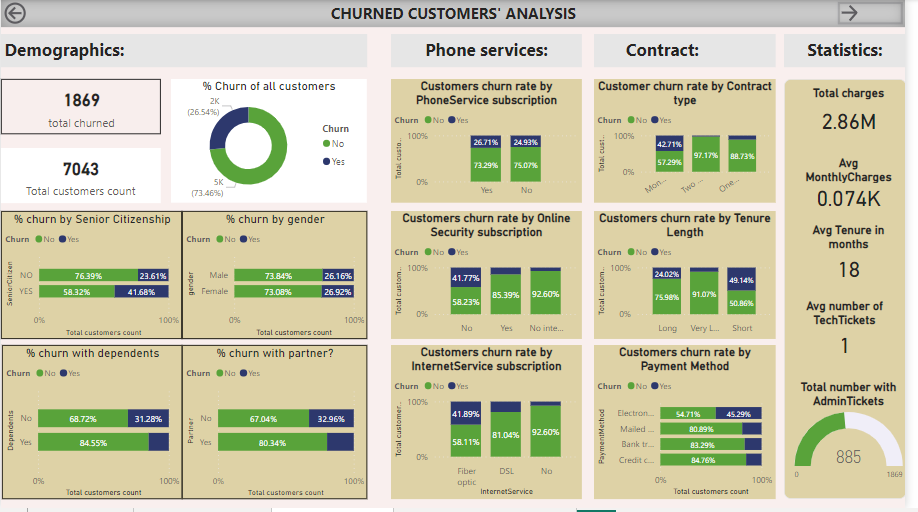 CHURNED CUSTOMERS' ANALYSIS
Demographics:
1869
total churned
7043
Total customers count
% Churn of all customers
2K
(26.54%)
5K
(73.46%)
Churn
No
Yes
% churn by Senior Citizenship
Churn No Yes
SeniorCitizen
NO 76.39% 23.61%
YES 58.32% 41.68%
0% 100%
Total customers count
% churn by gender
Churn No Yes
gender
Male 73.84% 26.16%
Female 73.08% 26.92%
0% 100%
Total customers count
% churn with dependents
Churn No Yes
Dependents
No 68.72% 31.28%
Yes 84.55%
0% 100%
Total customers count
% churn with partner?
Churn No Yes
Partner
No 67.04% 32.96%
Yes 80.34%
0% 100%
Total customers count
Phone services:
Customers churn rate by
PhoneService subscription
Churn No Yes
Total custo...
100%
26.71% 24.93%
73.29% 75.07%
0%
Yes No
Customers churn rate by Online
Security subscription
Churn No Yes
Total custom...
100%
41.77%
58.23% 85.39% 92.60%
0%
No Yes No inte...
Customers churn rate by
InternetService subscription
Churn No Yes
Total customer...
100%
41.89%
58.11% 81.04% 92.60%
0%
Fiber DSL No
optic
InternetService
Contract:
Customer churn rate by Contract
type
Churn No Yes
Total cust...
100%
42.71%
57.29% 97.17% 88.73%
0%
Mon... Two ... One...
Customers churn rate by Tenure
Length
Churn No Yes
Total custom...
100%
24.02% 49.14%
75.98% 91.07% 50.86%
0%
Long Very L... Short
Customers churn rate by
Payment Method
Churn No Yes
PaymentMethod
Electron... 54.71% 45.29%
Mailed ... 80.89%
Bank tr... 83.29%
Credit c... 84.76%
0% 100%
Total customers count
Statistics:
Total charges
2.86M
Avg
MonthlyCharges
0.074K
Avg Tenure in
months
18
Avg number of
TechTickets
1
Total number with
AdminTickets
885
0 1869